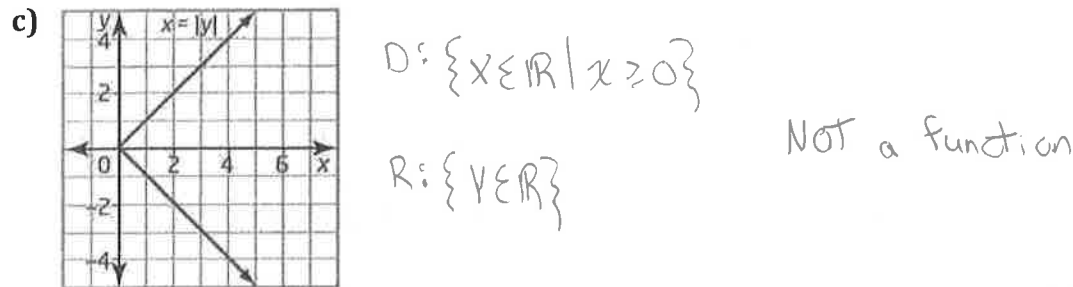 c)
y
x = |y|
4
2
0 2 4 6 x
-2
-4
D: {x ∈ ℝ | x ≥ 0}
R: {y ∈ ℝ}
NOT a function